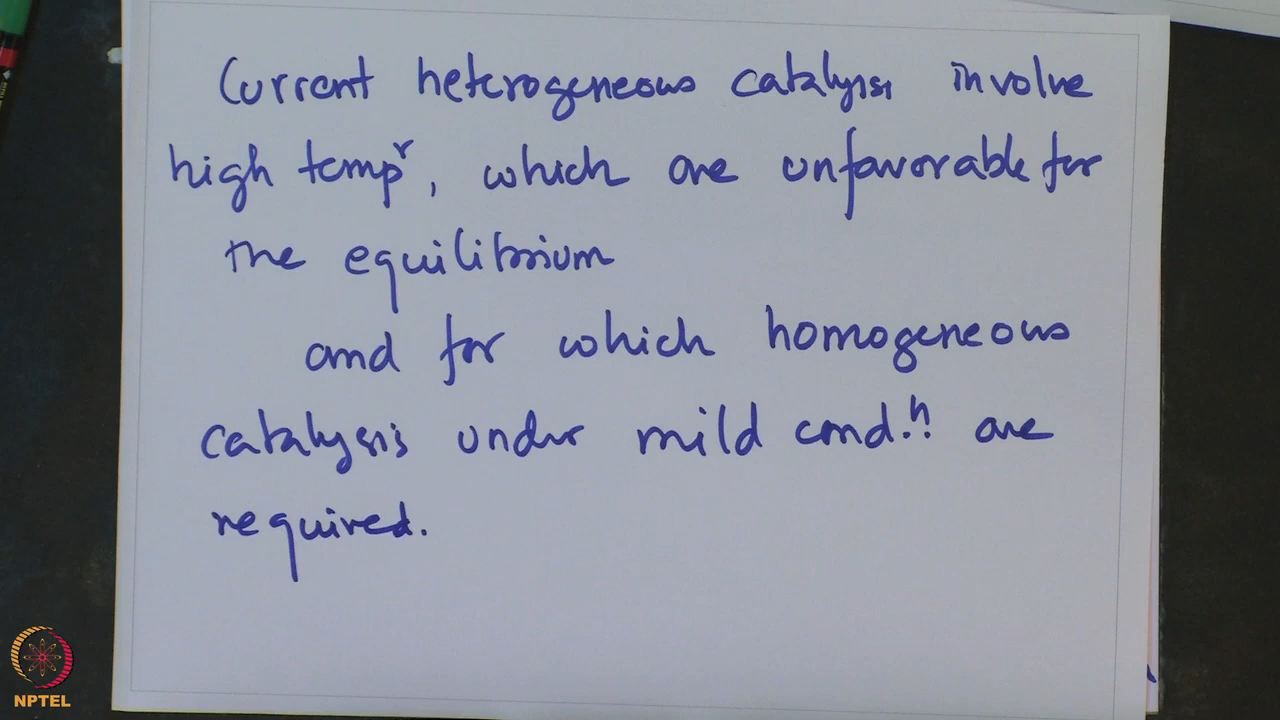 Current heterogeneous catalysis involve
high temp^r, which are unfavorable for
the equilibrium
and for which homogeneous
catalysis under mild cond.^n are
required.
NPTEL